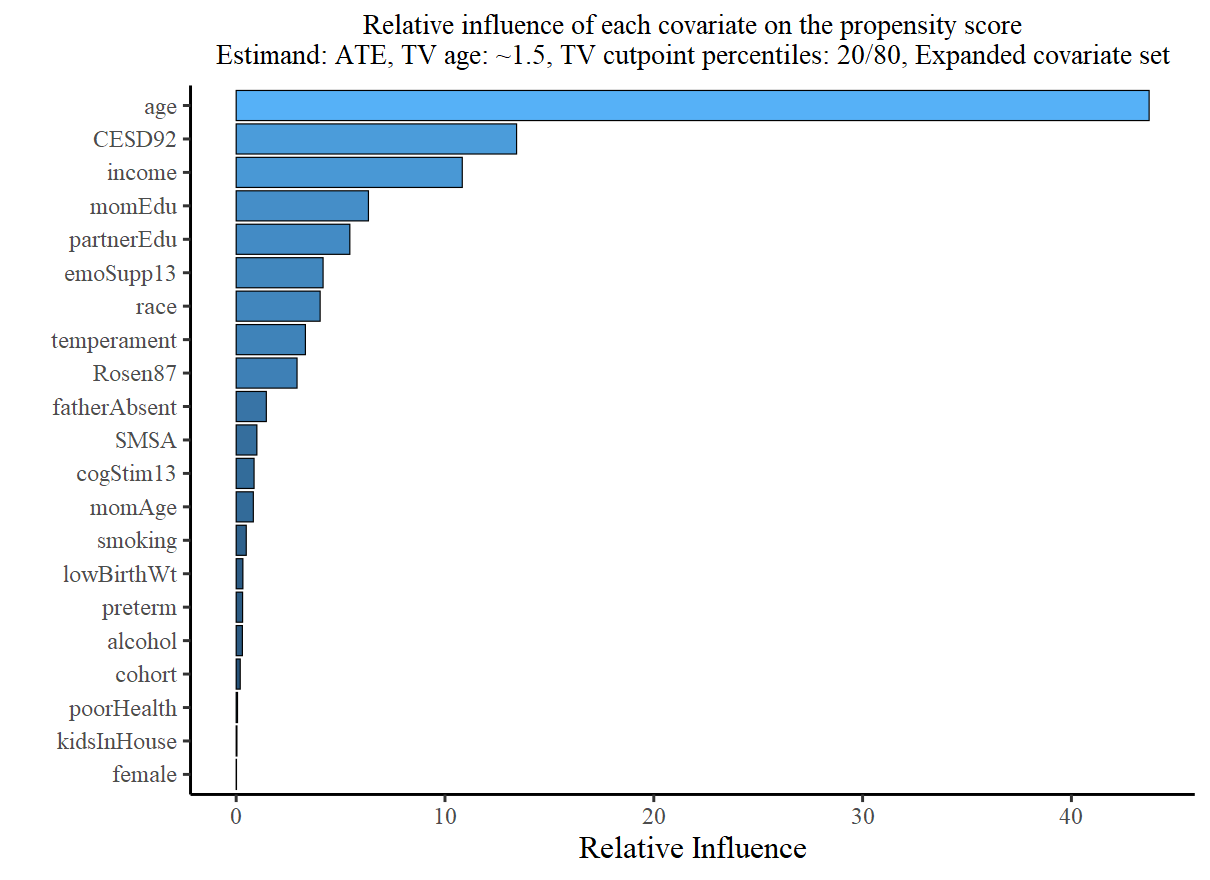 Relative influence of each covariate on the propensity score
Estimand: ATE, TV age: ~1.5, TV cutpoint percentiles: 20/80, Expanded covariate set
age
CESD92
income
momEdu
partnerEdu
emoSupp13
race
temperament
Rosen87
fatherAbsent
SMSA
cogStim13
momAge
smoking
lowBirthWt
preterm
alcohol
cohort
poorHealth
kidsInHouse
female
0 10 20 30 40
Relative Influence